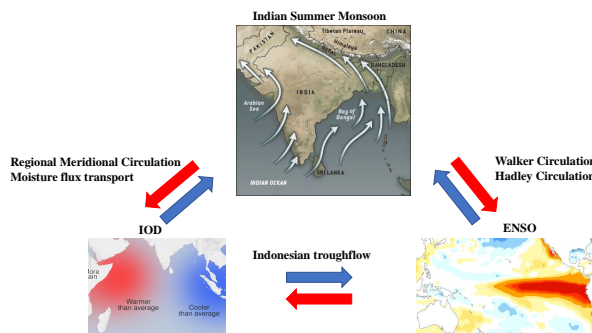 Indian Summer Monsoon
Tibetan Plateau
CHINA
PAKISTAN
Himalaya
Nepal
BANGLADESH
INDIA
Arabian
Sea
Bay of
Bengal
SRI LANKA
INDIAN OCEAN
Regional Meridional Circulation
Moisture flux transport
Walker Circulation
Hadley Circulation
IOD
ENSO
Indonesian troughflow
Warmer
than average
Cooler
than average